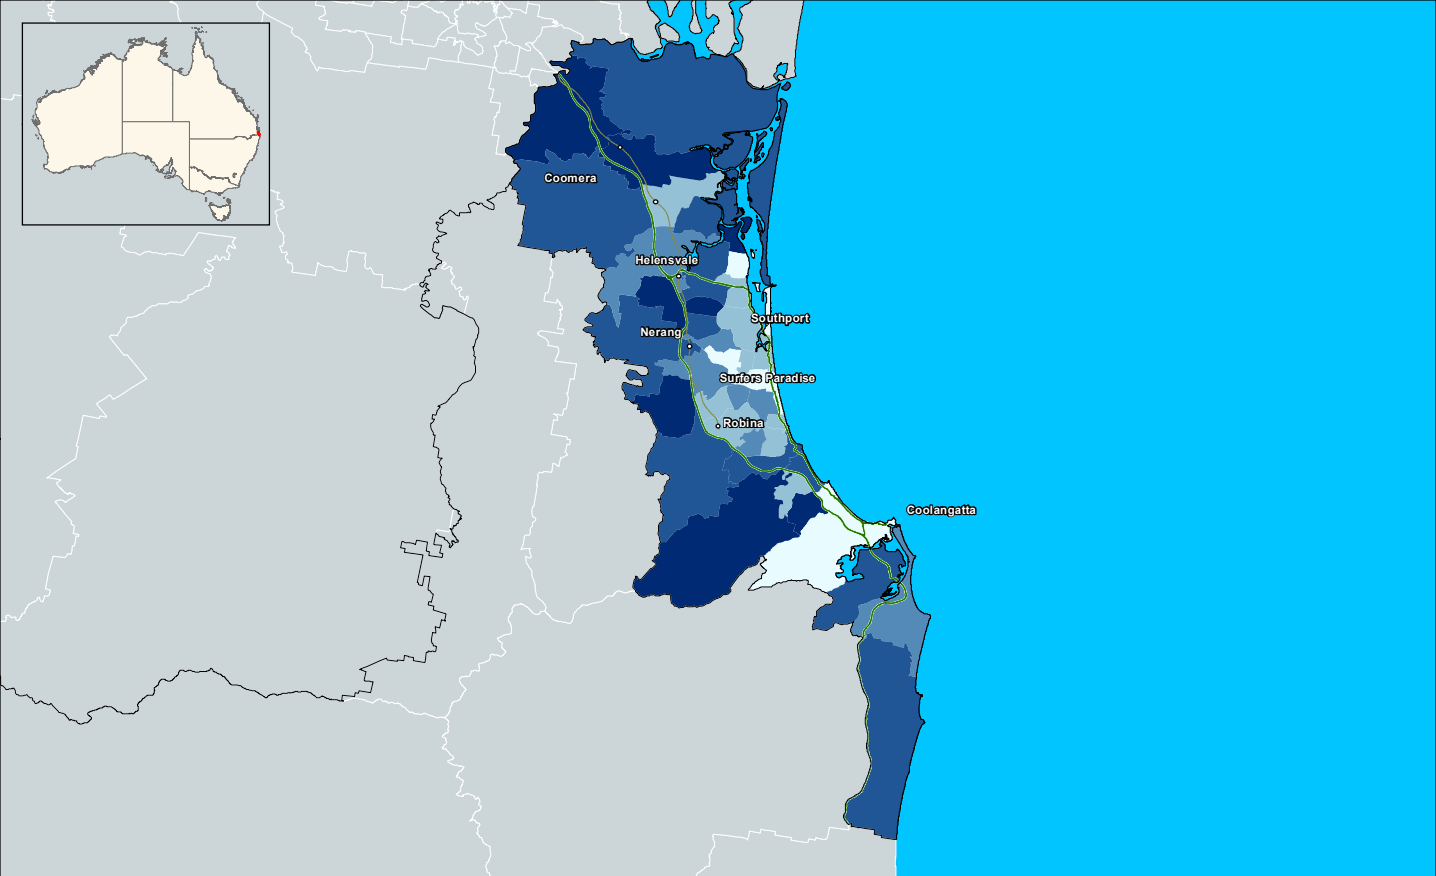 Coomera
Helensvale
Southport
Nerang
Surfers Paradise
Robina
Coolangatta